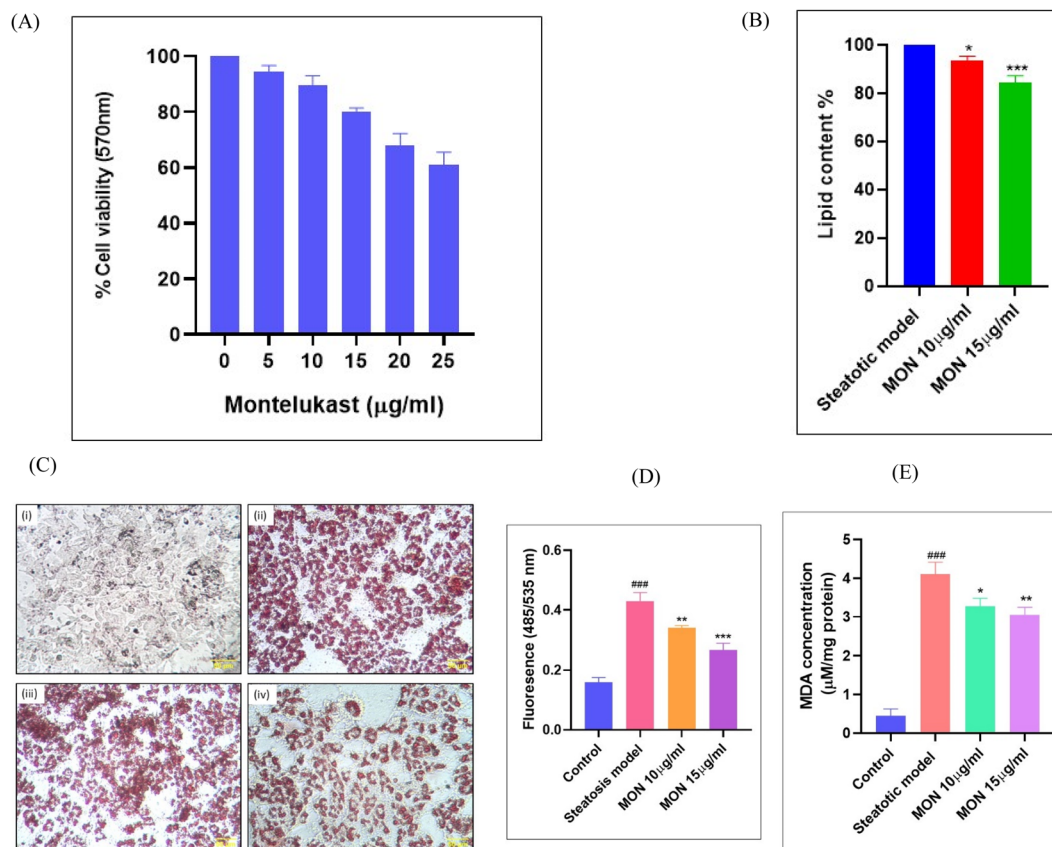 (A)
100
80
60
40
20
0
% Cell viability (570nm)
0 5 10 15 20 25
Montelukast (μg/ml)
(B)
100
80
60
40
20
0
Lipid content %
*
***
Steatotic model
MON 10μg/ml
MON 15μg/ml
(C)
(i)
(ii)
(iii)
(iv)
(D)
0.6
0.4
0.2
0.0
Fluoresence (485/535 nm)
###
**
***
Control
Steatosis model
MON 10μg/ml
MON 15μg/ml
(E)
5
4
3
2
1
0
MDA concentration
(μM/mg protein)
###
*
**
Control
Steatotic model
MON 10μg/ml
MON 15μg/ml